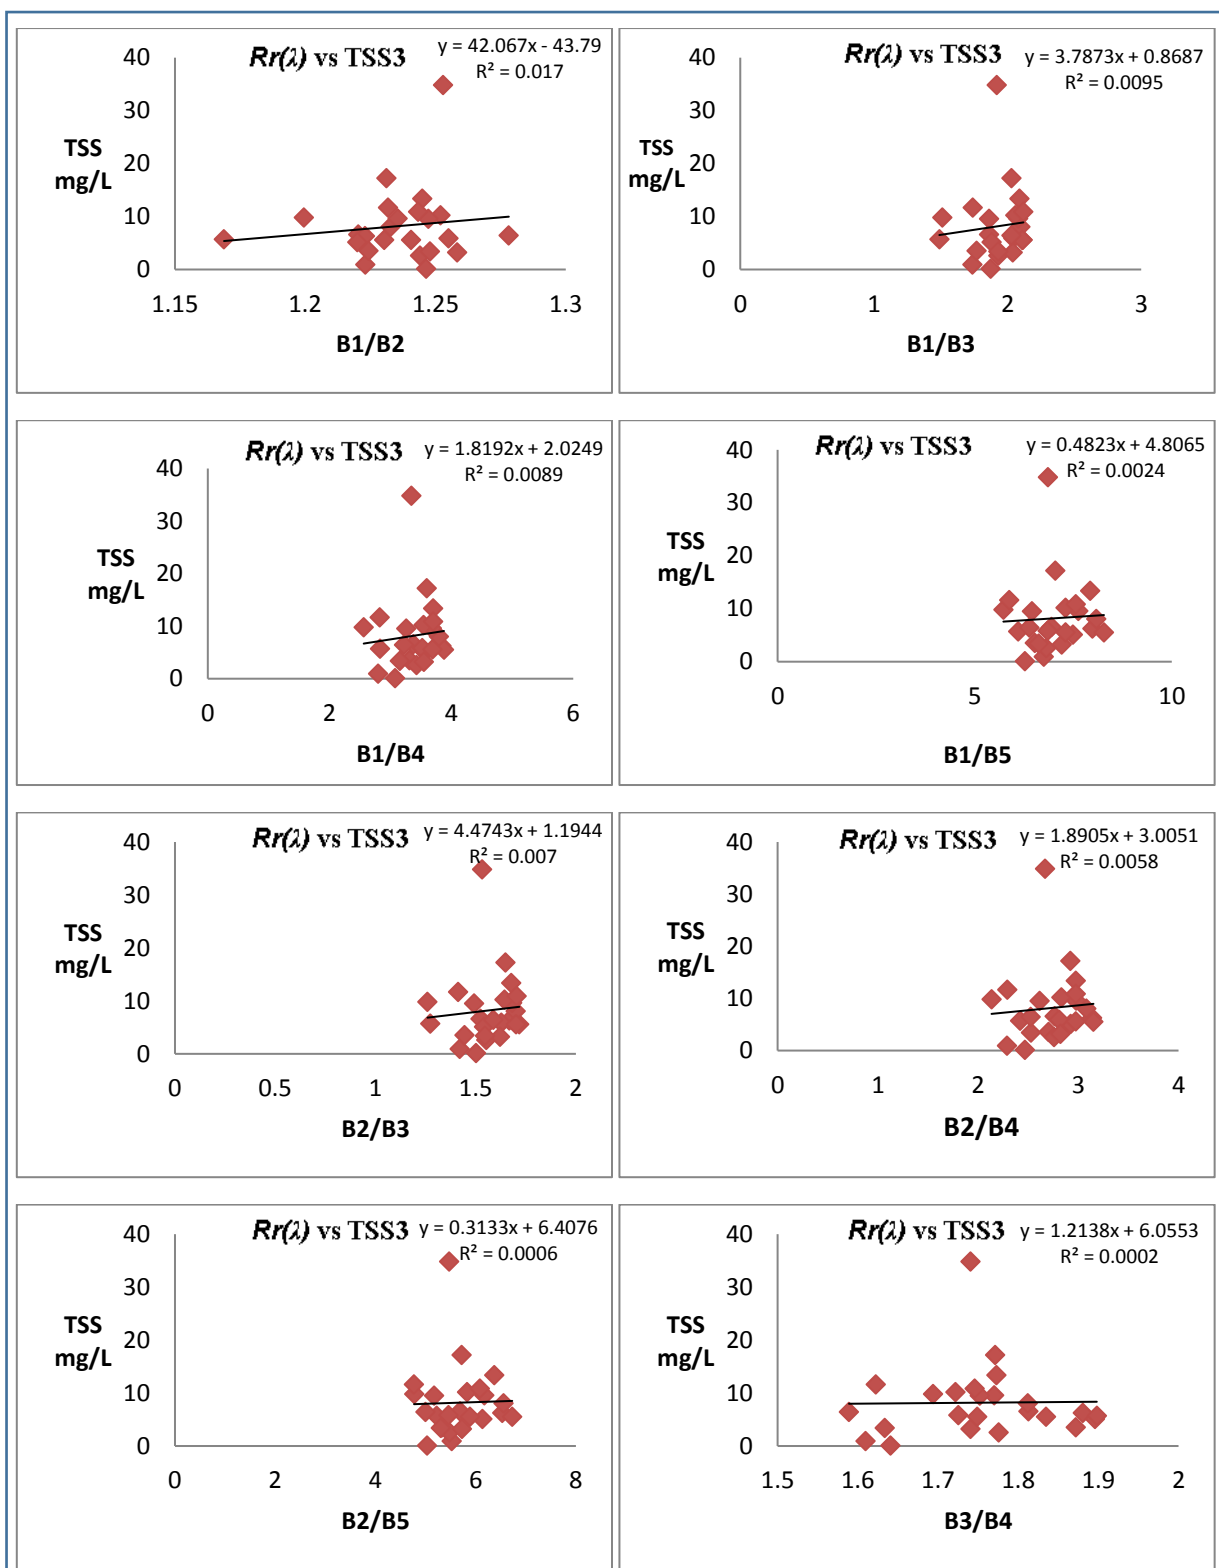 Rr(λ) vs TSS3
y = 42.067x - 43.79
R² = 0.017
TSS
mg/L
40
30
20
10
0
1.15 1.2 1.25 1.3
B1/B2
Rr(λ) vs TSS3
y = 3.7873x + 0.8687
R² = 0.0095
TSS
mg/L
40
30
20
10
0
0 1 2 3
B1/B3
Rr(λ) vs TSS3
y = 1.8192x + 2.0249
R² = 0.0089
TSS
mg/L
40
30
20
10
0
0 2 4 6
B1/B4
Rr(λ) vs TSS3
y = 0.4823x + 4.8065
R² = 0.0024
TSS
mg/L
40
30
20
10
0
0 5 10
B1/B5
Rr(λ) vs TSS3
y = 4.4743x + 1.1944
R² = 0.007
TSS
mg/L
40
30
20
10
0
0 0.5 1 1.5 2
B2/B3
Rr(λ) vs TSS3
y = 1.8905x + 3.0051
R² = 0.0058
TSS
mg/L
40
30
20
10
0
0 1 2 3 4
B2/B4
Rr(λ) vs TSS3
y = 0.3133x + 6.4076
R² = 0.0006
TSS
mg/L
40
30
20
10
0
0 2 4 6 8
B2/B5
Rr(λ) vs TSS3
y = 1.2138x + 6.0553
R² = 0.0002
TSS
mg/L
40
30
20
10
0
1.5 1.6 1.7 1.8 1.9 2
B3/B4